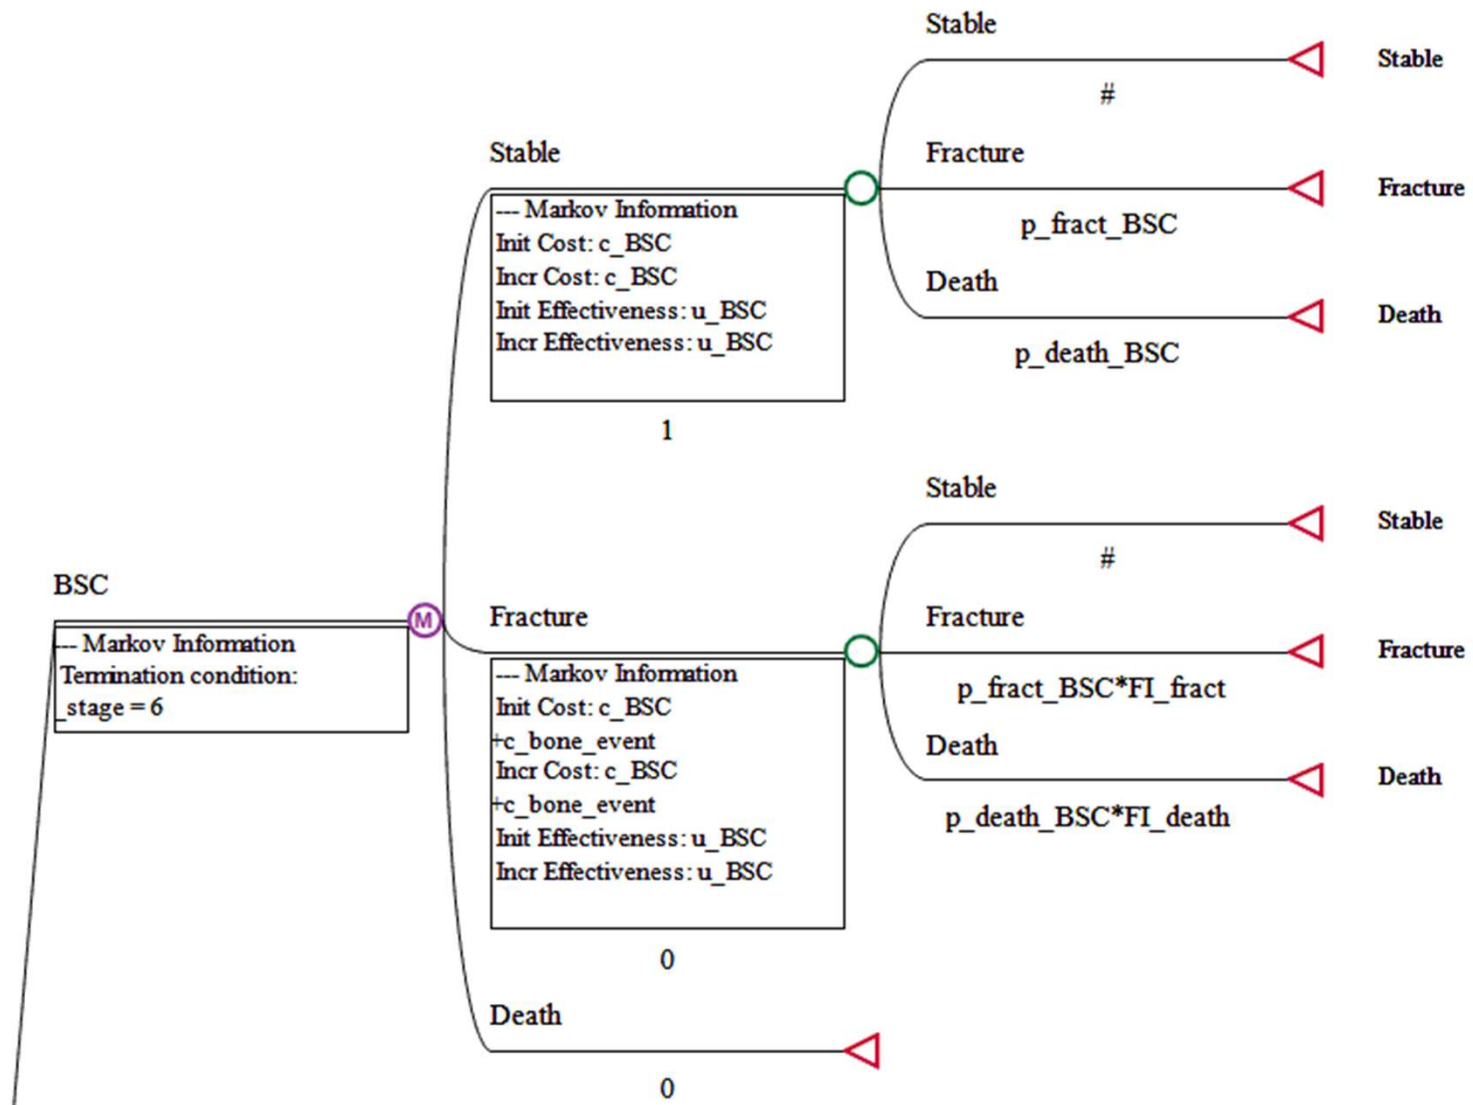 Stable
Stable
#
Stable
Fracture
Fracture
p_fract_BSC
--- Markov Information
Init Cost: c_BSC
Incr Cost: c_BSC
Init Effectiveness: u_BSC
Incr Effectiveness: u_BSC
Death
Death
p_death_BSC
1
Stable
Stable
#
BSC
M
--- Markov Information
Termination condition:
_stage = 6
Fracture
Fracture
Fracture
p_fract_BSC*FI_fract
--- Markov Information
Init Cost: c_BSC
+c_bone_event
Incr Cost: c_BSC
+c_bone_event
Init Effectiveness: u_BSC
Incr Effectiveness: u_BSC
Death
Death
p_death_BSC*FI_death
0
Death
0